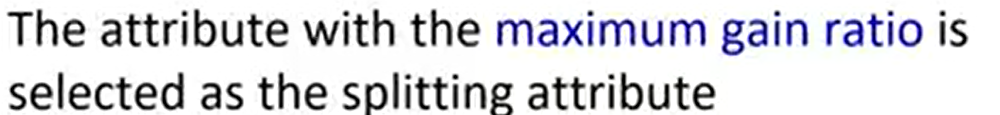 The attribute with the maximum gain ratio is
selected as the splitting attribute